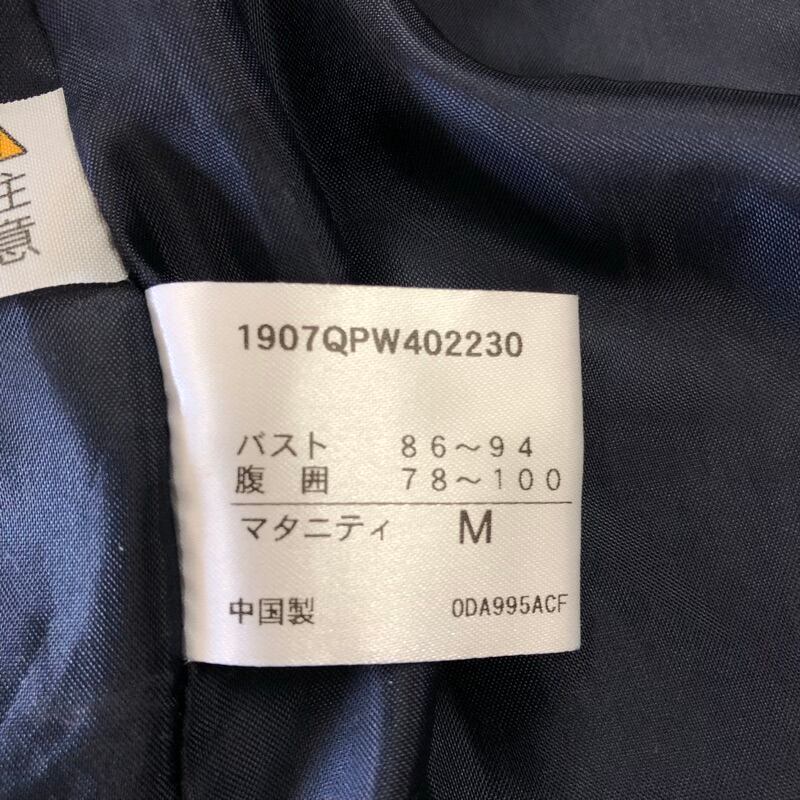 注
意
1907QPW402230
バスト 86〜94
腹囲 78〜100
マタニティ M
中国製 0DA995ACF